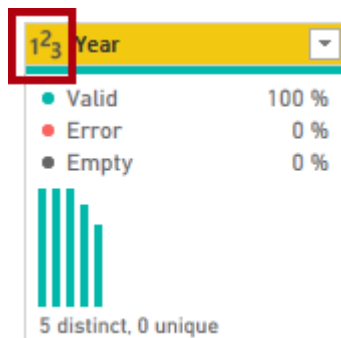 1²3 Year
Valid 100 %
Error 0 %
Empty 0 %
5 distinct, 0 unique